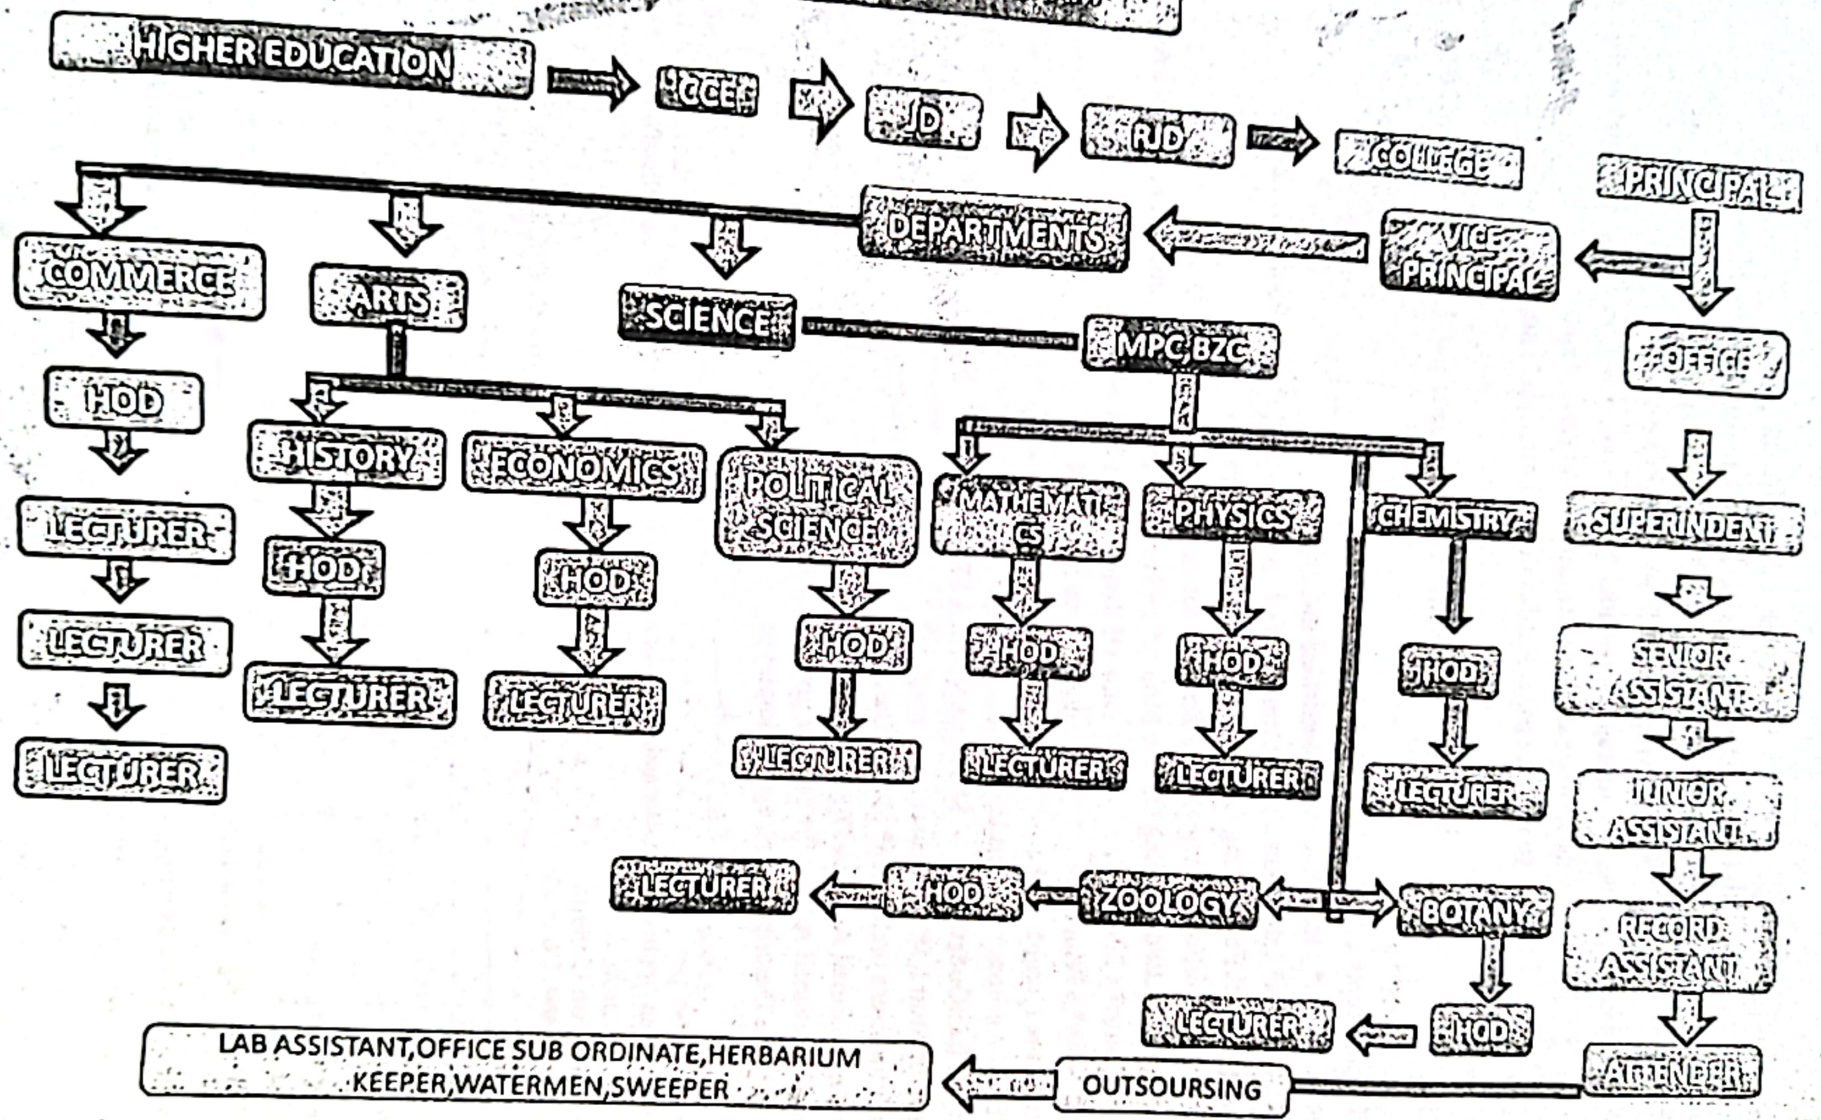 HIGHER EDUCATION
CCE
JD
RJD
COLLEGE
PRINCIPAL
DEPARTMENTS
VICE
PRINCIPAL
COMMERCE
ARTS
SCIENCE
MPC,BZC
OFFICE
HOD
HISTORY
ECONOMICS
POLITICAL
SCIENCE
MATHEMATI
CS
PHYSICS
CHEMISTRY
SUPERINDENT
LECTURER
HOD
HOD
HOD
HOD
HOD
HOD
SENIOR
ASSISTANT
LECTURER
LECTURER
LECTURER
LECTURER
LECTURER
LECTURER
LECTURER
LECTURER
JUNIOR
ASSISTANT
LECTURER
HOD
ZOOLOGY
BOTANY
RECORD
ASSISTANT
LECTURER
HOD
ATTENDER
OUTSOURSING
LAB ASSISTANT,OFFICE SUB ORDINATE,HERBARIUM
KEEPER,WATERMEN,SWEEPER